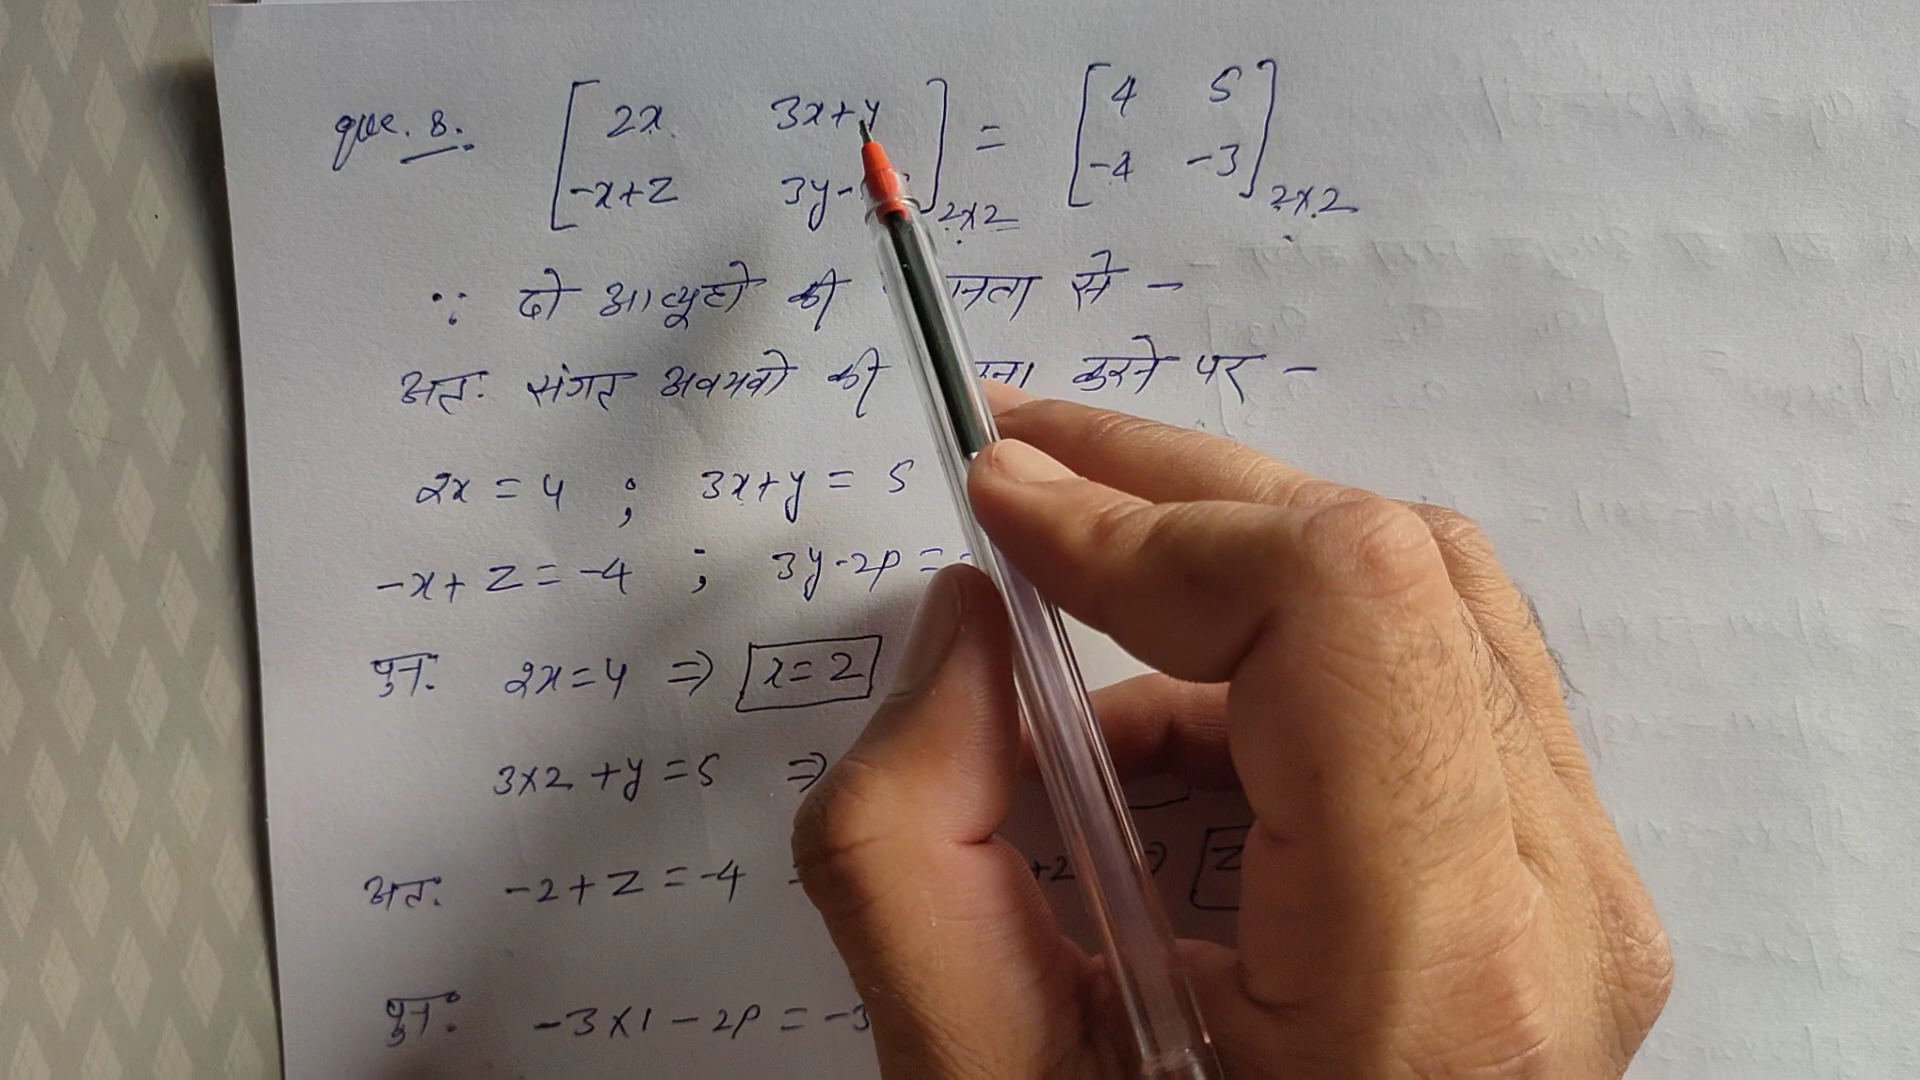 que. 8. [ 2x 3x+y ] = [ 4 5 ]
-x+z 3y- 2x2 -4 -3 2x2
∵ दो आव्यूहो की से -
अतः संगत अवयवो की करने पर -
2x = 4 ; 3x+y = 5
-x+z = -4 ; 3y-2p =
पुनः 2x=4 ⇒ x=2
3x2 +y =5 ⇒
अतः -2+z = -4 +2 ⇒ z
पुनः -3x1-2p = -3